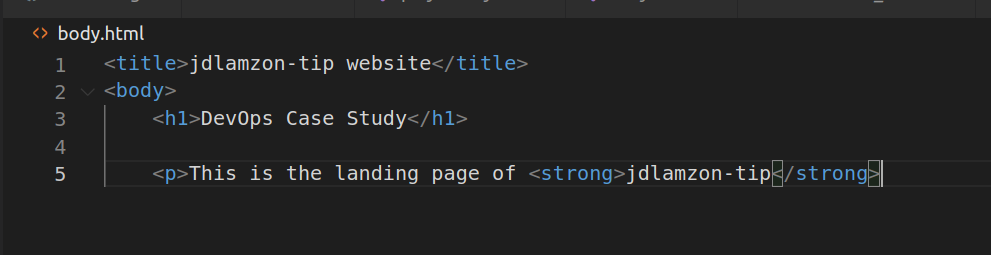 <> body.html
1 <title>jdlamzon-tip website</title>
2 <body>
3 <h1>DevOps Case Study</h1>
4
5 <p>This is the landing page of <strong>jdlamzon-tip</strong>